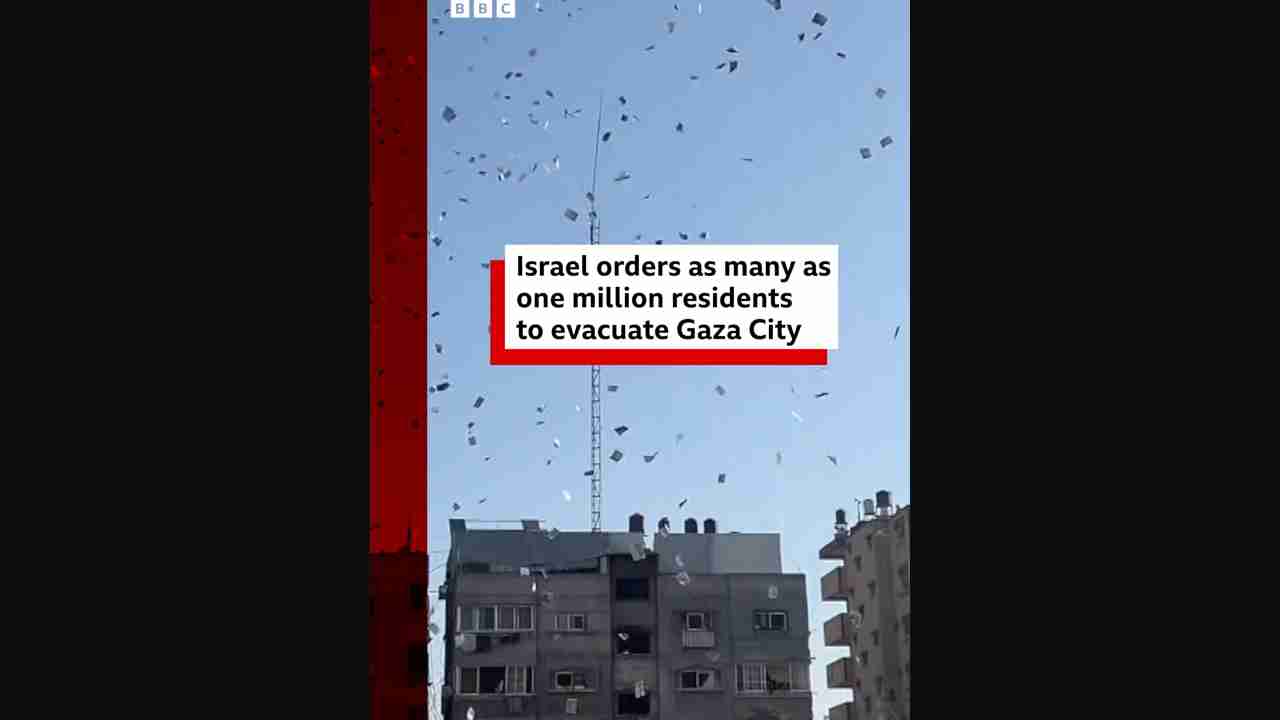 BBC
Israel orders as many as
one million residents
to evacuate Gaza City